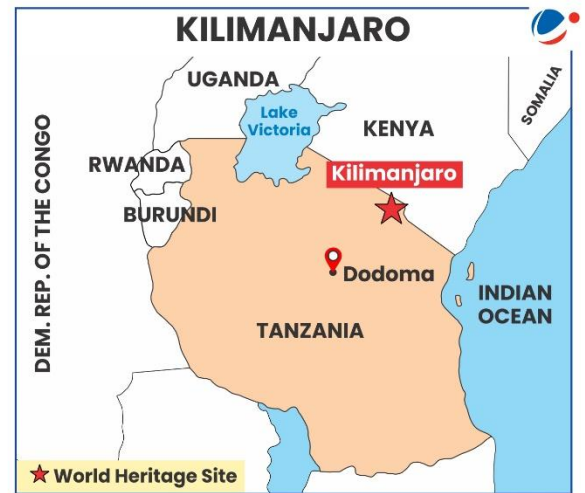 KILIMANJARO
UGANDA
Lake
Victoria
KENYA
SOMALIA
RWANDA
Kilimanjaro
BURUNDI
DEM. REP. OF THE CONGO
Dodoma
INDIAN
OCEAN
TANZANIA
World Heritage Site